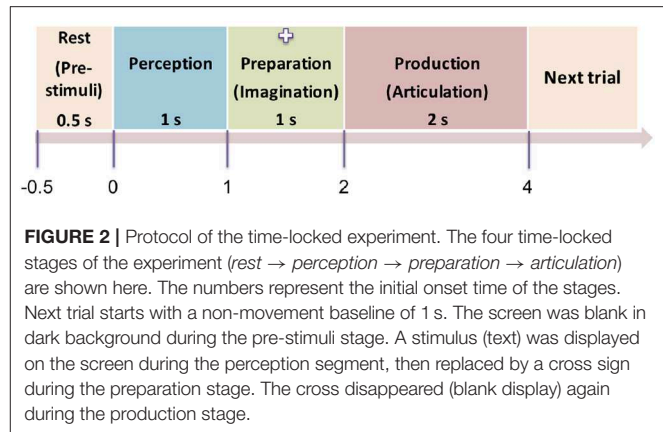 Rest
(Pre-
stimuli)
0.5 s
Perception
1 s
Preparation
(Imagination)
1 s
Production
(Articulation)
2 s
Next trial
-0.5 0 1 2 4
FIGURE 2 | Protocol of the time-locked experiment. The four time-locked
stages of the experiment (rest → perception → preparation → articulation)
are shown here. The numbers represent the initial onset time of the stages.
Next trial starts with a non-movement baseline of 1 s. The screen was blank in
dark background during the pre-stimuli stage. A stimulus (text) was displayed
on the screen during the perception segment, then replaced by a cross sign
during the preparation stage. The cross disappeared (blank display) again
during the production stage.